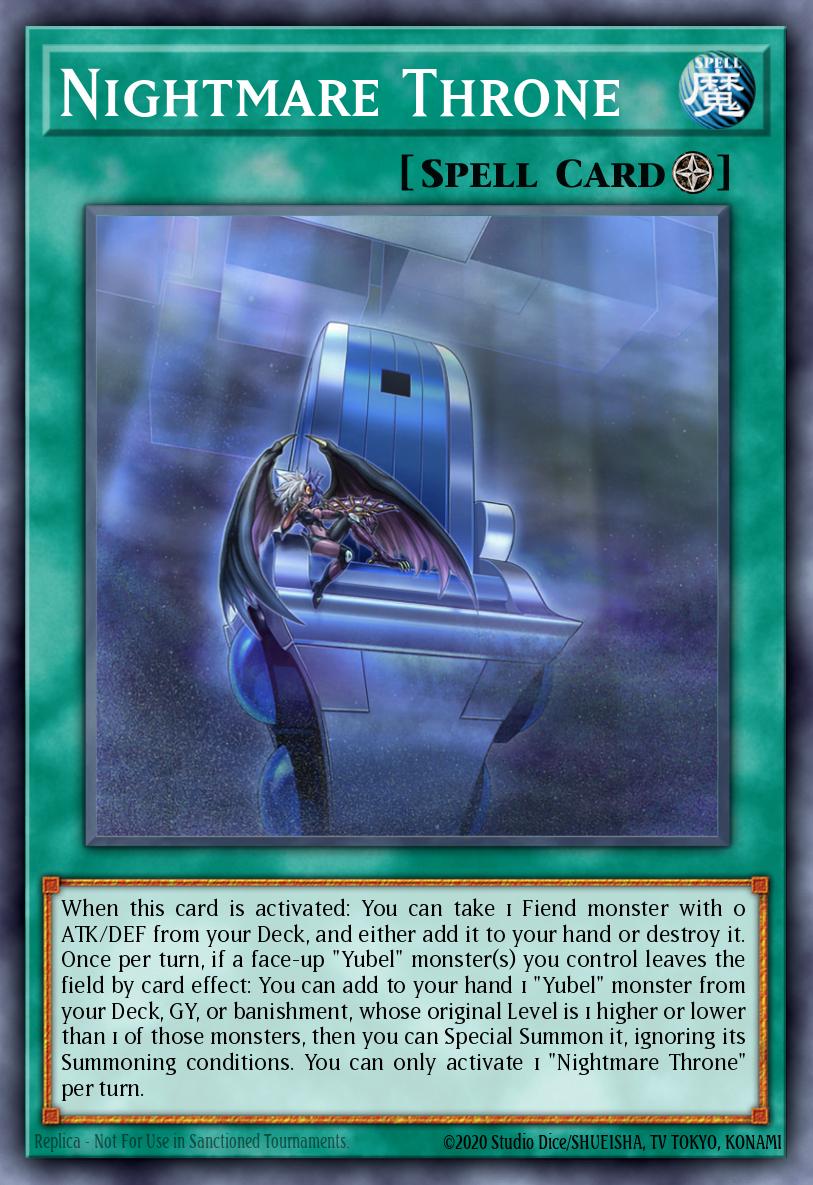 Nightmare Throne
SPELL
魔
[Spell Card]
When this card is activated: You can take 1 Fiend monster with 0
ATK/DEF from your Deck, and either add it to your hand or destroy it.
Once per turn, if a face-up "Yubel" monster(s) you control leaves the
field by card effect: You can add to your hand 1 "Yubel" monster from
your Deck, GY, or banishment, whose original Level is 1 higher or lower
than 1 of those monsters, then you can Special Summon it, ignoring its
Summoning conditions. You can only activate 1 "Nightmare Throne"
per turn.
Replica - Not For Use in Sanctioned Tournaments.
©2020 Studio Dice/SHUEISHA, TV TOKYO, KONAMI